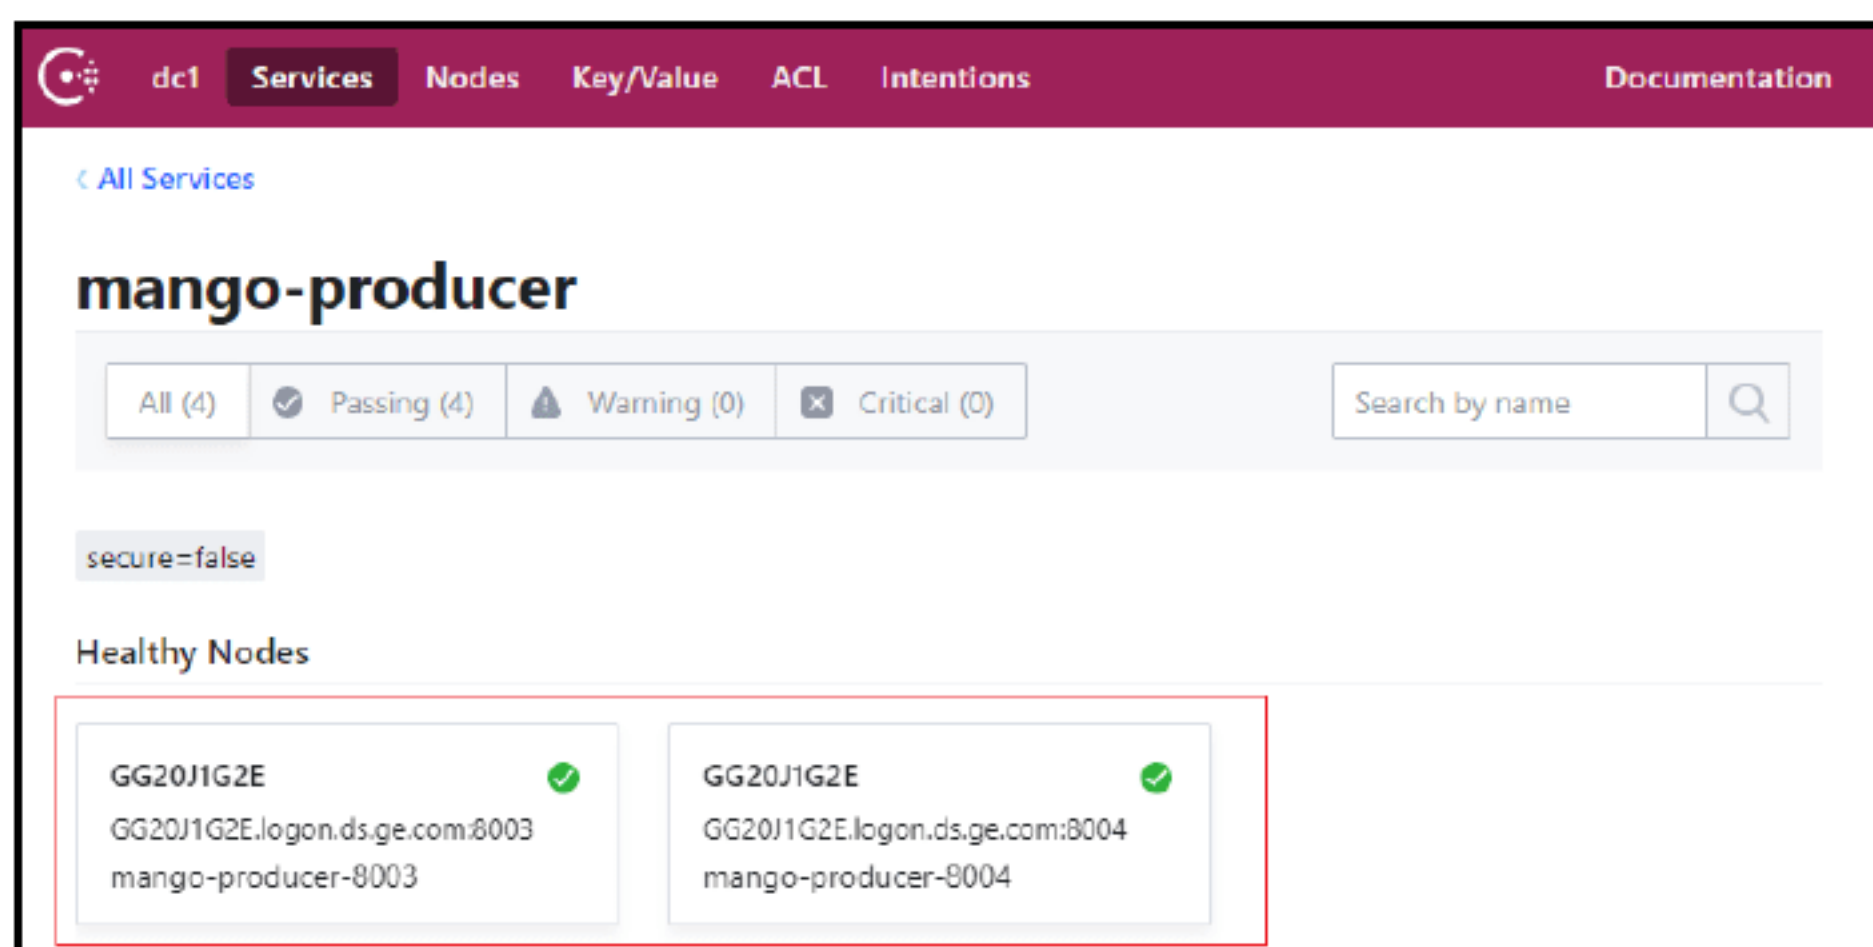 dc1 Services Nodes Key/Value ACL Intentions Documentation
All Services
mango-producer
All (4) Passing (4) Warning (0) Critical (0) Search by name
secure=false
Healthy Nodes
GG20J1G2E GG20J1G2E
GG20J1G2E.logon.ds.ge.com:8003 GG20J1G2E.logon.ds.ge.com:8004
mango-producer-8003 mango-producer-8004